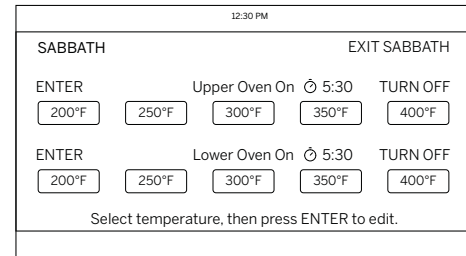 12:30 PM
SABBATH EXIT SABBATH
ENTER Upper Oven On 5:30 TURN OFF
200°F 250°F 300°F 350°F 400°F
ENTER Lower Oven On 5:30 TURN OFF
200°F 250°F 300°F 350°F 400°F
Select temperature, then press ENTER to edit.